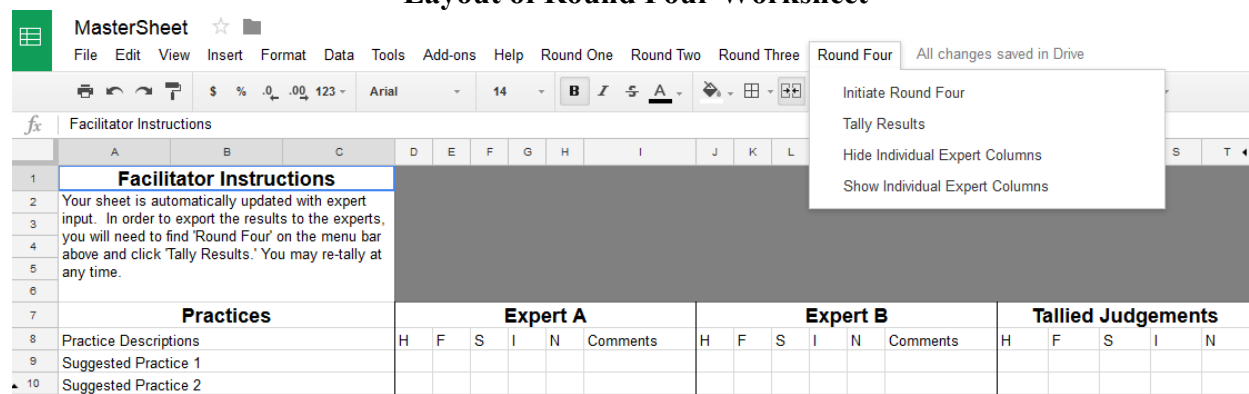 Layout of Round Four Worksheet
MasterSheet
File Edit View Insert Format Data Tools Add-ons Help Round One Round Two Round Three Round Four All changes saved in Drive
$ % .0 .00 123 Arial 14 B I S A
Initiate Round Four
Tally Results
Hide Individual Expert Columns
Show Individual Expert Columns
fx Facilitator Instructions
A B C D E F G H I J K L S T
1 Facilitator Instructions
2 Your sheet is automatically updated with expert
3 input. In order to export the results to the experts,
4 you will need to find 'Round Four' on the menu bar
above and click 'Tally Results.' You may re-tally at
5 any time.
6
7 Practices Expert A Expert B Tallied Judgements
8 Practice Descriptions H F S I N Comments H F S I N Comments H F S I N
9 Suggested Practice 1
10 Suggested Practice 2